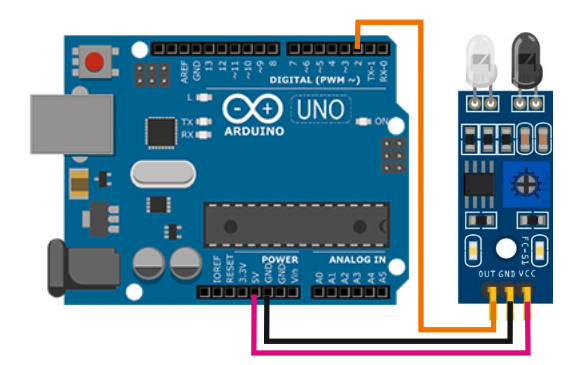 AREF
GND
13
12
~11
~10
~9
8
7
~6
~5
4
~3
2
TX-1
RX-0
DIGITAL (PWM ~)
L
TX
RX
UNO
ARDUINO
ON
POWER
ANALOG IN
IOREF
RESET
3.3V
5V
GND
GND
Vin
A0
A1
A2
A3
A4
A5
FC-51
OUT GND VCC